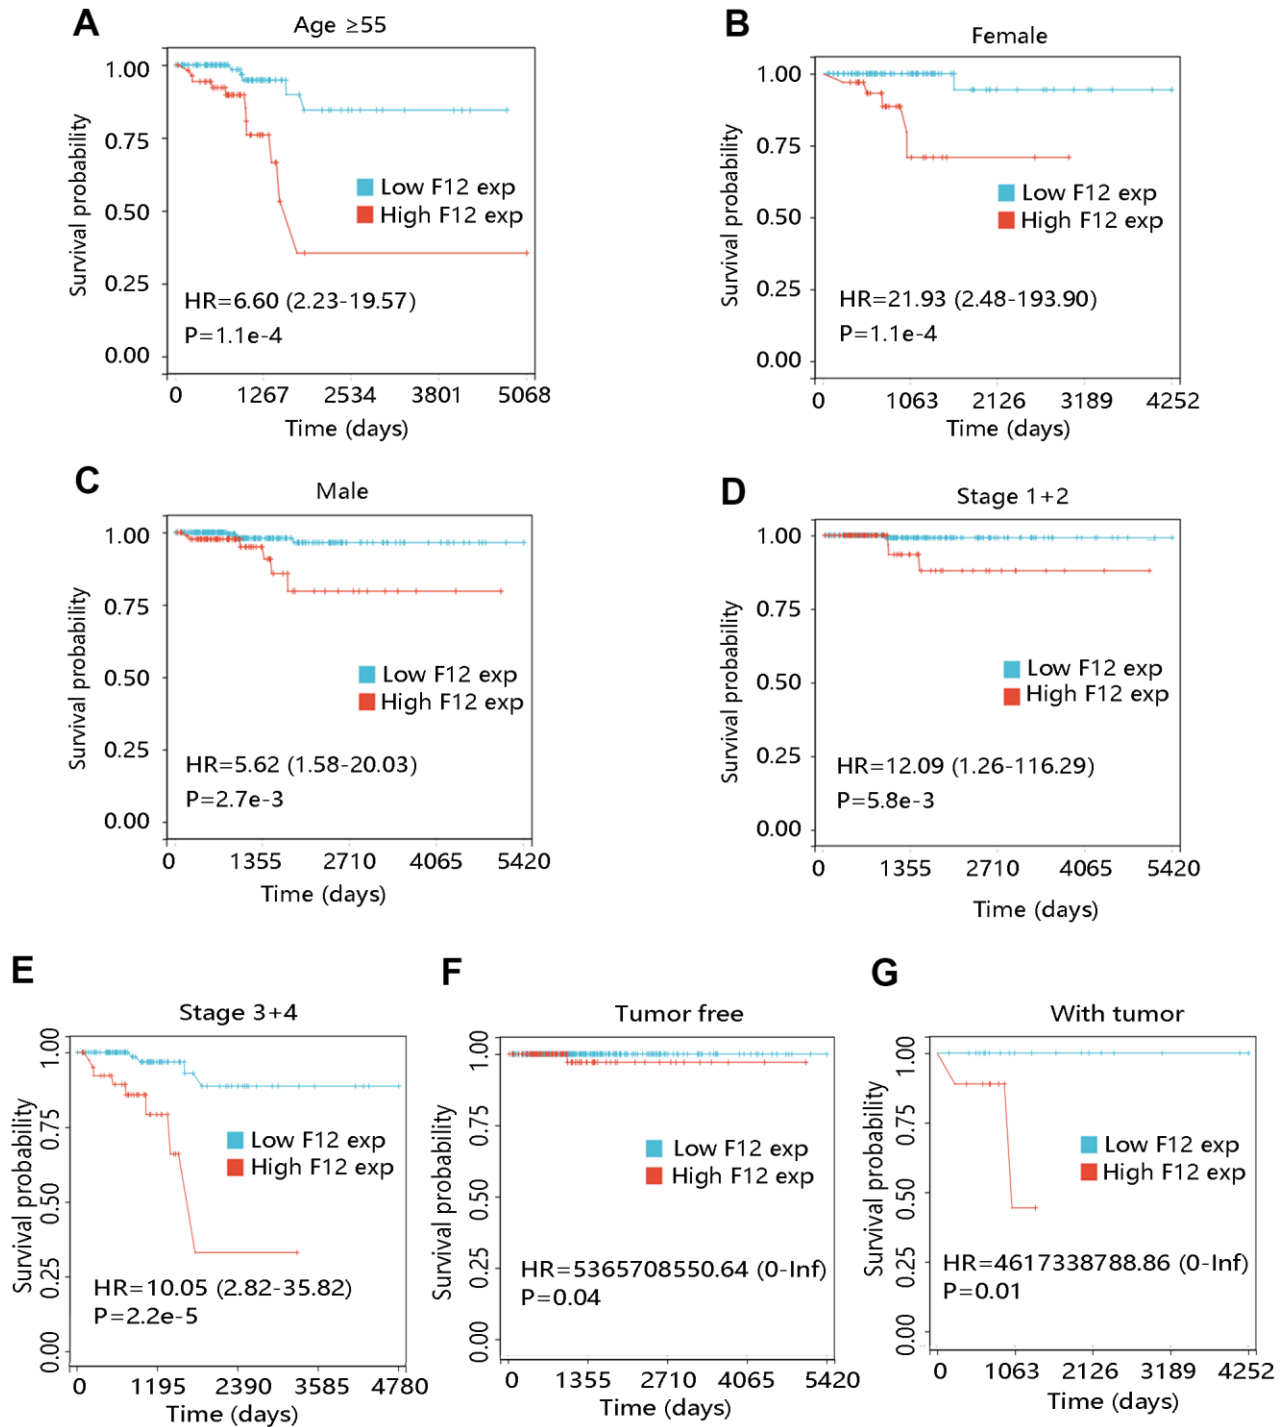 A
Age ≥55
Survival probability
1.00
0.75
0.50
0.25
0.00
Low F12 exp
High F12 exp
HR=6.60 (2.23-19.57)
P=1.1e-4
0 1267 2534 3801 5068
Time (days)
B
Female
Survival probability
1.00
0.75
0.50
0.25
0.00
Low F12 exp
High F12 exp
HR=21.93 (2.48-193.90)
P=1.1e-4
0 1063 2126 3189 4252
Time (days)
C
Male
Survival probability
1.00
0.75
0.50
0.25
0.00
Low F12 exp
High F12 exp
HR=5.62 (1.58-20.03)
P=2.7e-3
0 1355 2710 4065 5420
Time (days)
D
Stage 1+2
Survival probability
1.00
0.75
0.50
0.25
0.00
Low F12 exp
High F12 exp
HR=12.09 (1.26-116.29)
P=5.8e-3
0 1355 2710 4065 5420
Time (days)
E
Stage 3+4
Survival probability
1.00
0.75
0.50
0.25
0.00
Low F12 exp
High F12 exp
HR=10.05 (2.82-35.82)
P=2.2e-5
0 1195 2390 3585 4780
Time (days)
F
Tumor free
Survival probability
1.00
0.75
0.50
0.25
0.00
Low F12 exp
High F12 exp
HR=5365708550.64 (0-Inf)
P=0.04
0 1355 2710 4065 5420
Time (days)
G
With tumor
Survival probability
1.00
0.75
0.50
0.25
0.00
Low F12 exp
High F12 exp
HR=4617338788.86 (0-Inf)
P=0.01
0 1063 2126 3189 4252
Time (days)